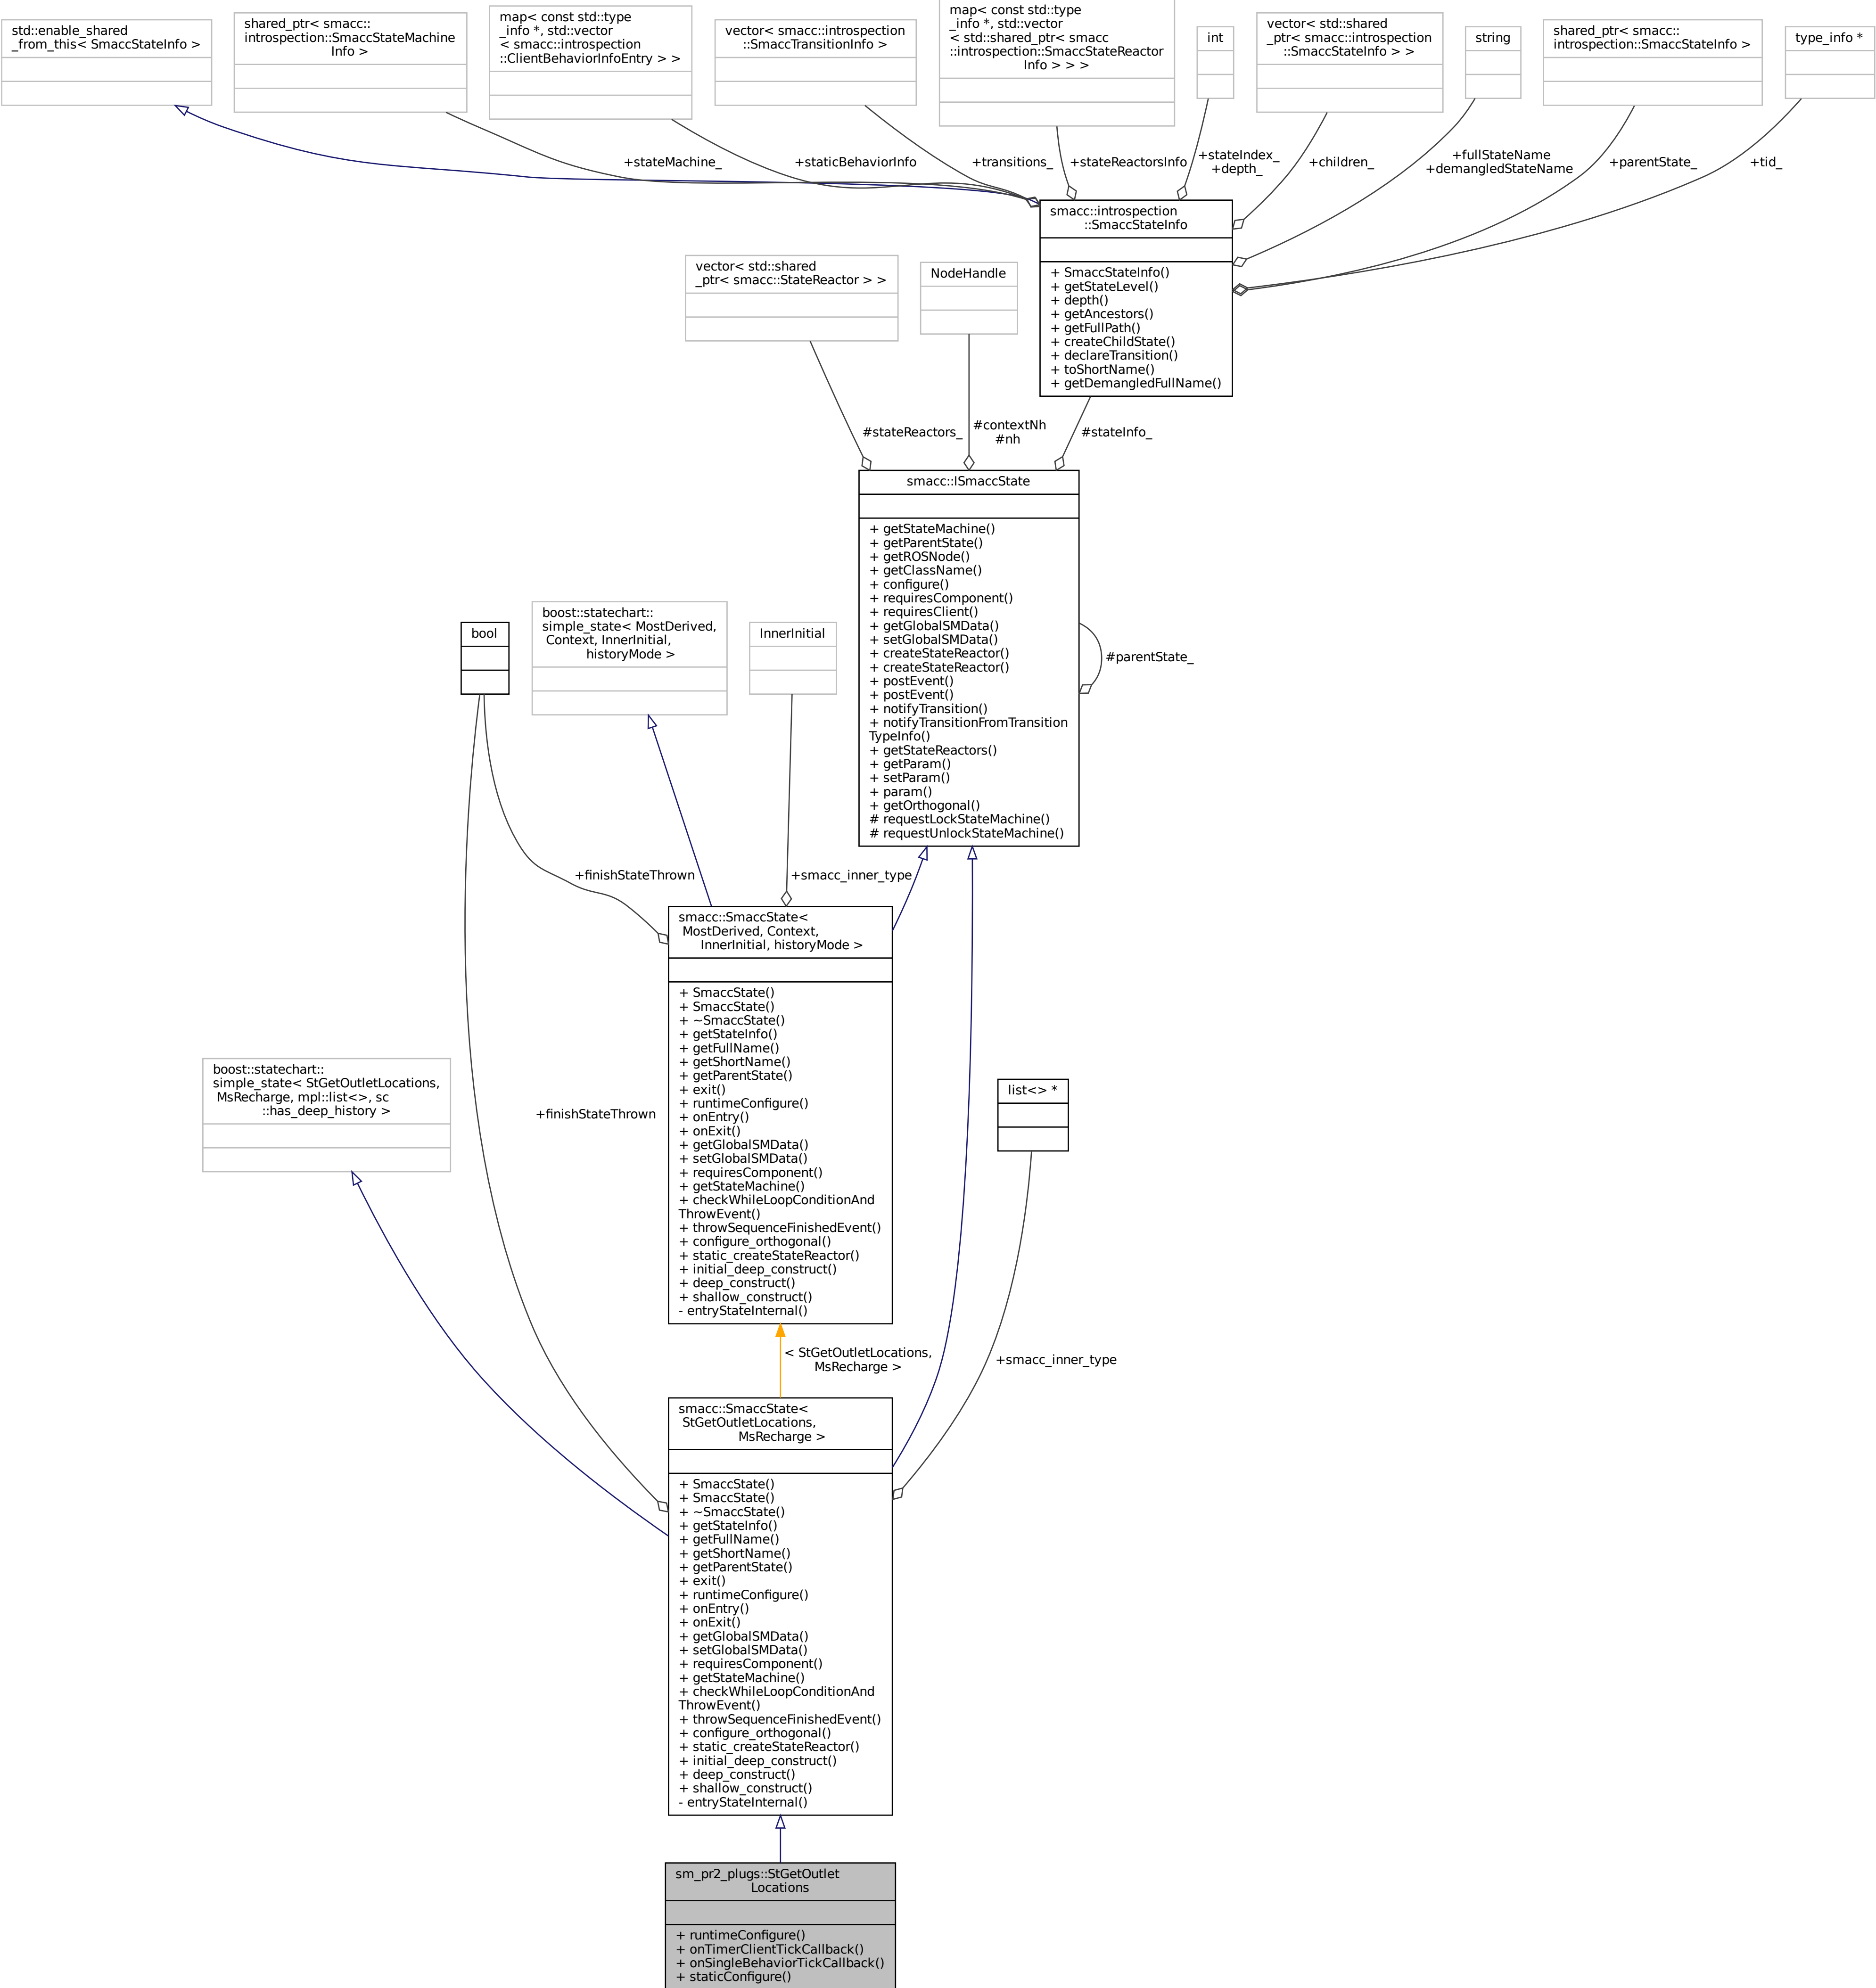 std::enable_shared
_from_this< SmaccStateInfo >
shared_ptr< smacc::
introspection::SmaccStateMachine
Info >
map< const std::type
_info *, std::vector
< smacc::introspection
::ClientBehaviorInfoEntry > >
vector< smacc::introspection
::SmaccTransitionInfo >
map< const std::type
_info *, std::vector
< std::shared_ptr< smacc
::introspection::SmaccStateReactor
Info > > >
int
vector< std::shared
_ptr< smacc::introspection
::SmaccStateInfo > >
string
shared_ptr< smacc::
introspection::SmaccStateInfo >
type_info *
+stateMachine_
+staticBehaviorInfo
+transitions_
+stateReactorsInfo
+stateIndex_
+depth_
+children_
+fullStateName
+demangledStateName
+parentState_
+tid_
smacc::introspection
::SmaccStateInfo
+ SmaccStateInfo()
+ getStateLevel()
+ depth()
+ getAncestors()
+ getFullPath()
+ createChildState()
+ declareTransition()
+ toShortName()
+ getDemangledFullName()
vector< std::shared
_ptr< smacc::StateReactor > >
NodeHandle
#stateReactors_
#contextNh
#nh
#stateInfo_
smacc::ISmaccState
+ getStateMachine()
+ getParentState()
+ getROSNode()
+ getClassName()
+ configure()
+ requiresComponent()
+ requiresClient()
+ getGlobalSMData()
+ setGlobalSMData()
+ createStateReactor()
+ createStateReactor()
+ postEvent()
+ postEvent()
+ notifyTransition()
+ notifyTransitionFromTransition
TypeInfo()
+ getStateReactors()
+ getParam()
+ setParam()
+ param()
+ getOrthogonal()
# requestLockStateMachine()
# requestUnlockStateMachine()
#parentState_
bool
boost::statechart::
simple_state< MostDerived,
Context, InnerInitial,
historyMode >
InnerInitial
+finishStateThrown
+smacc_inner_type
smacc::SmaccState<
MostDerived, Context,
InnerInitial, historyMode >
+ SmaccState()
+ SmaccState()
+ ~SmaccState()
+ getStateInfo()
+ getFullName()
+ getShortName()
+ getParentState()
+ exit()
+ runtimeConfigure()
+ onEntry()
+ onExit()
+ getGlobalSMData()
+ setGlobalSMData()
+ requiresComponent()
+ getStateMachine()
+ checkWhileLoopConditionAnd
ThrowEvent()
+ throwSequenceFinishedEvent()
+ configure_orthogonal()
+ static_createStateReactor()
+ initial_deep_construct()
+ deep_construct()
+ shallow_construct()
- entryStateInternal()
boost::statechart::
simple_state< StGetOutletLocations,
MsRecharge, mpl::list<>, sc
::has_deep_history >
+finishStateThrown
list<> *
< StGetOutletLocations,
MsRecharge >
+smacc_inner_type
smacc::SmaccState<
StGetOutletLocations,
MsRecharge >
+ SmaccState()
+ SmaccState()
+ ~SmaccState()
+ getStateInfo()
+ getFullName()
+ getShortName()
+ getParentState()
+ exit()
+ runtimeConfigure()
+ onEntry()
+ onExit()
+ getGlobalSMData()
+ setGlobalSMData()
+ requiresComponent()
+ getStateMachine()
+ checkWhileLoopConditionAnd
ThrowEvent()
+ throwSequenceFinishedEvent()
+ configure_orthogonal()
+ static_createStateReactor()
+ initial_deep_construct()
+ deep_construct()
+ shallow_construct()
- entryStateInternal()
sm_pr2_plugs::StGetOutlet
Locations
+ runtimeConfigure()
+ onTimerClientTickCallback()
+ onSingleBehaviorTickCallback()
+ staticConfigure()